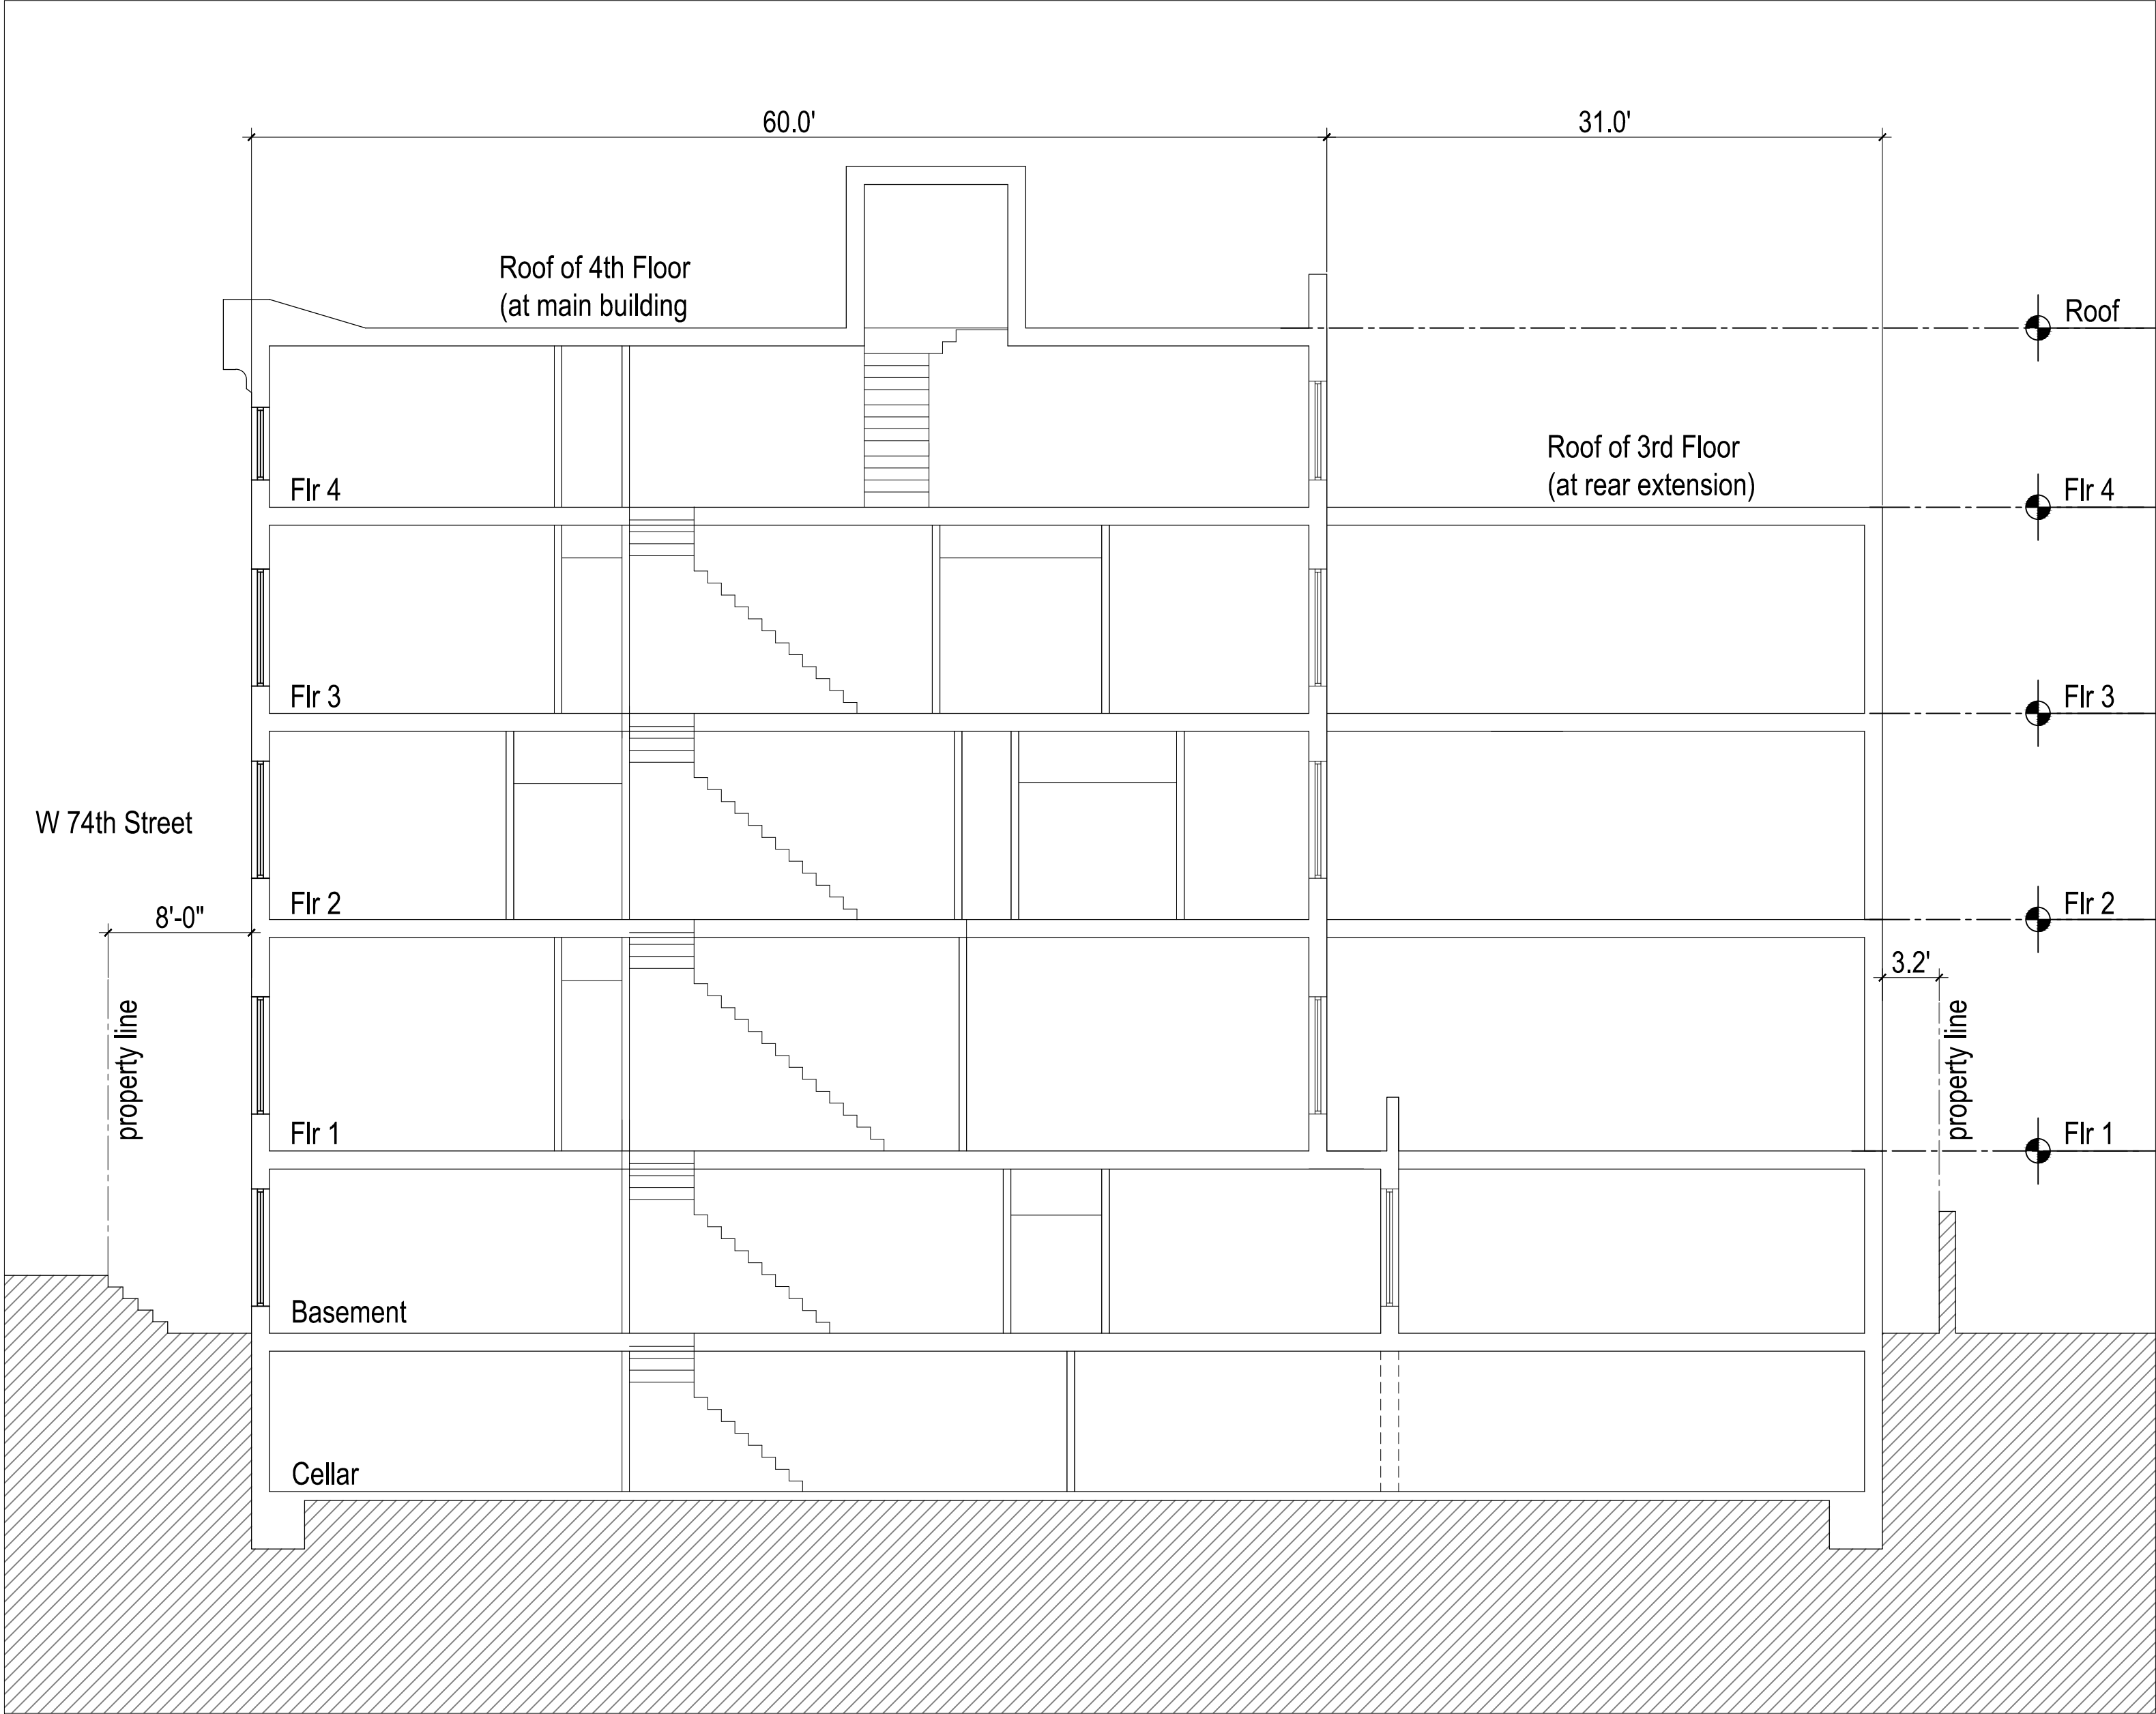 60.0'
31.0'
Roof of 4th Floor
(at main building
Roof
Roof of 3rd Floor
(at rear extension)
Flr 4
Flr 4
Flr 3
Flr 3
W 74th Street
Flr 2
Flr 2
8'-0"
3.2'
property line
property line
Flr 1
Flr 1
Basement
Cellar